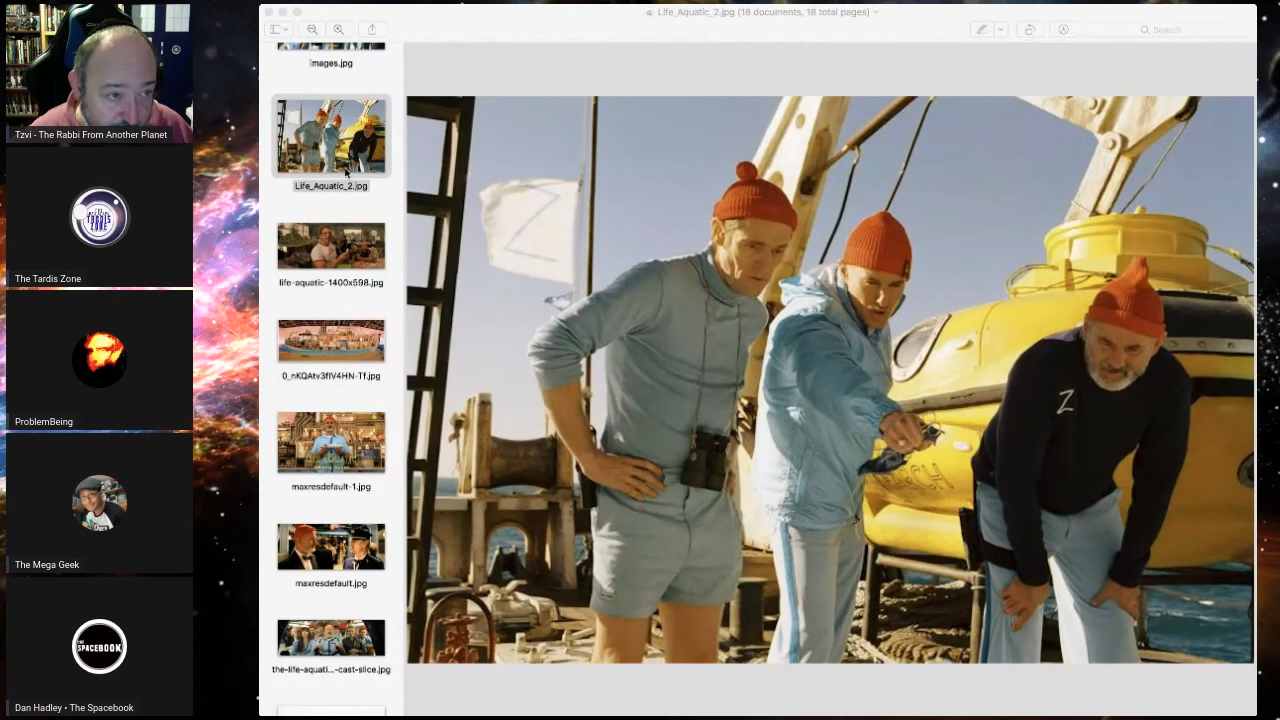 Life_Aquatic_2.jpg (18 documents, 18 total pages)
Search
Tzvi - The Rabbi From Another Planet
TARDIS
ZONE
The Tardis Zone
ProblemBeing
The Mega Geek
THE
SPACEBOOK
Dan Hadley • The Spacebook
images.jpg
Life_Aquatic_2.jpg
life-aquatic-1400x598.jpg
0_nKQAtv3fIV4HN-Tf.jpg
maxresdefault-1.jpg
maxresdefault.jpg
the-life-aquati...-cast-slice.jpg
Z
Z